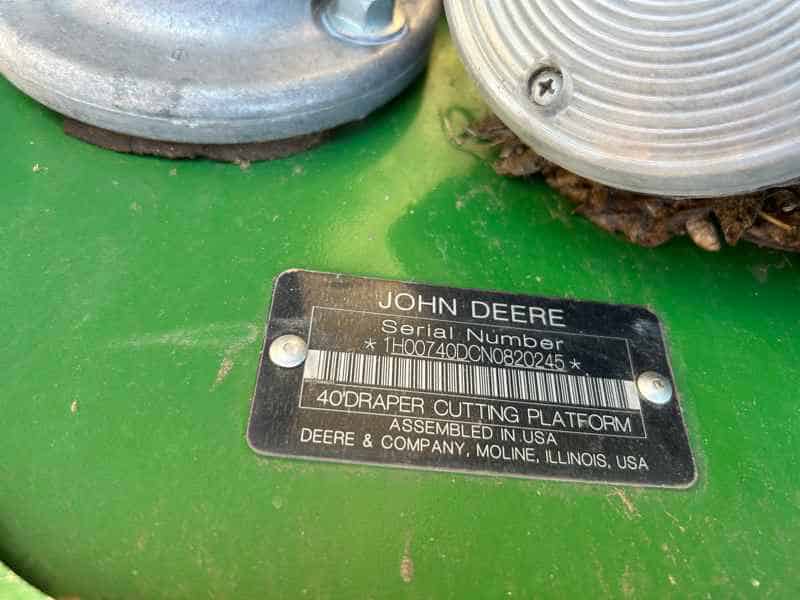 JOHN DEERE
Serial Number
*1H00740DCN0820245*
40'DRAPER CUTTING PLATFORM
ASSEMBLED IN USA
DEERE & COMPANY, MOLINE, ILLINOIS, USA